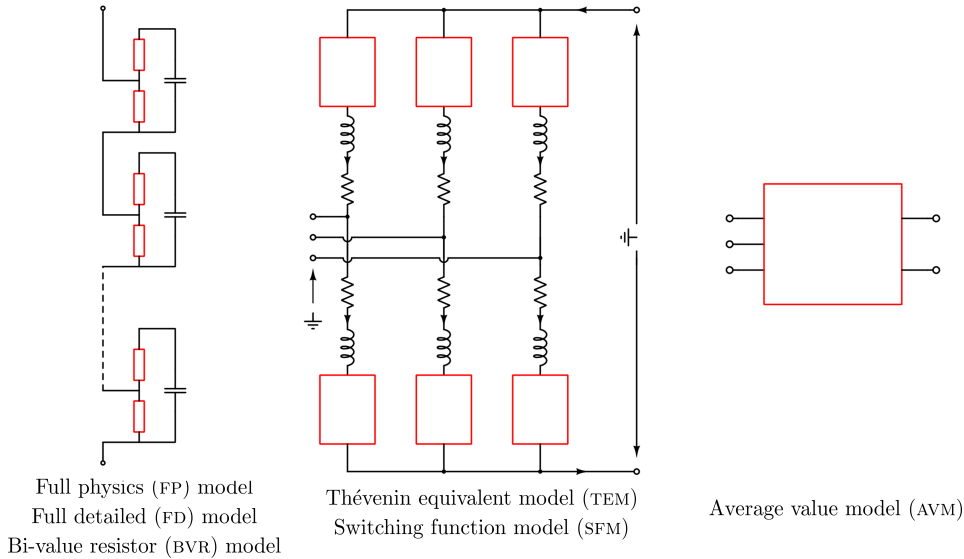 Full physics (FP) model
Full detailed (FD) model
Bi-value resistor (BVR) model
Thévenin equivalent model (TEM)
Switching function model (SFM)
Average value model (AVM)